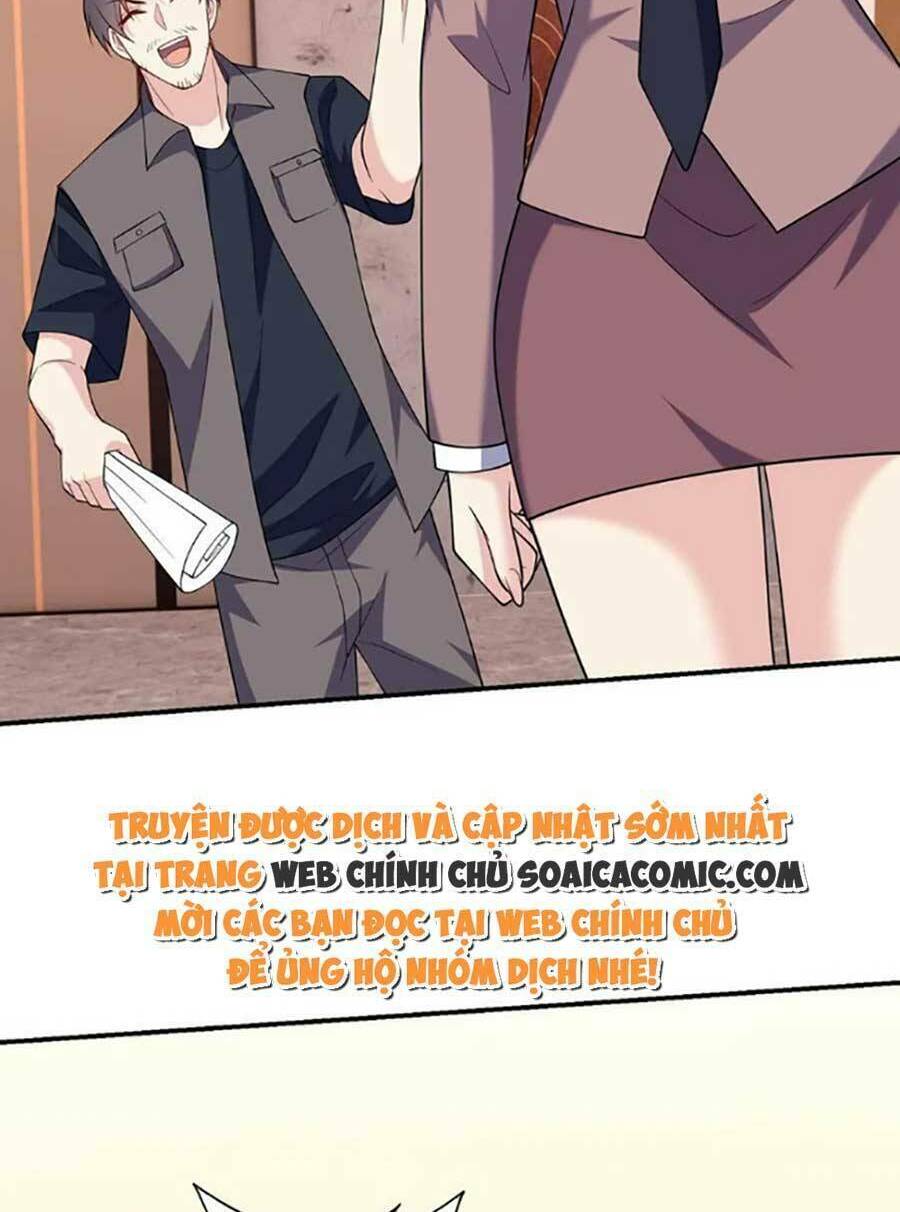 TRUYỆN ĐƯỢC DỊCH VÀ CẬP NHẬT SỚM NHẤT
TẠI TRANG WEB CHÍNH CHỦ SOAICACOMIC.COM
MỜI CÁC BẠN ĐỌC TẠI WEB CHÍNH CHỦ
ĐỂ ỦNG HỘ NHÓM DỊCH NHÉ!